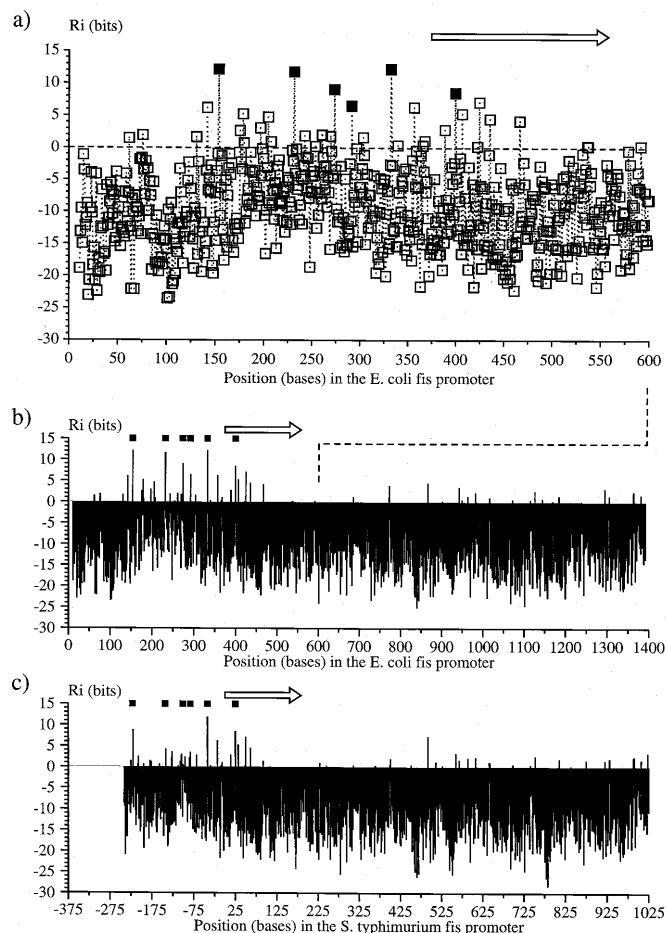 a)
Ri (bits)
15
10
5
0
-5
-10
-15
-20
-25
-30
0 50 100 150 200 250 300 350 400 450 500 550 600
Position (bases) in the E. coli fis promoter
b)
Ri (bits)
15
10
5
0
-5
-10
-15
-20
-25
-30
0 100 200 300 400 500 600 700 800 900 1000 1100 1200 1300 1400
Position (bases) in the E. coli fis promoter
c)
Ri (bits)
15
10
5
0
-5
-10
-15
-20
-25
-30
-375 -275 -175 -75 25 125 225 325 425 525 625 725 825 925 1025
Position (bases) in the S. typhimurium fis promoter